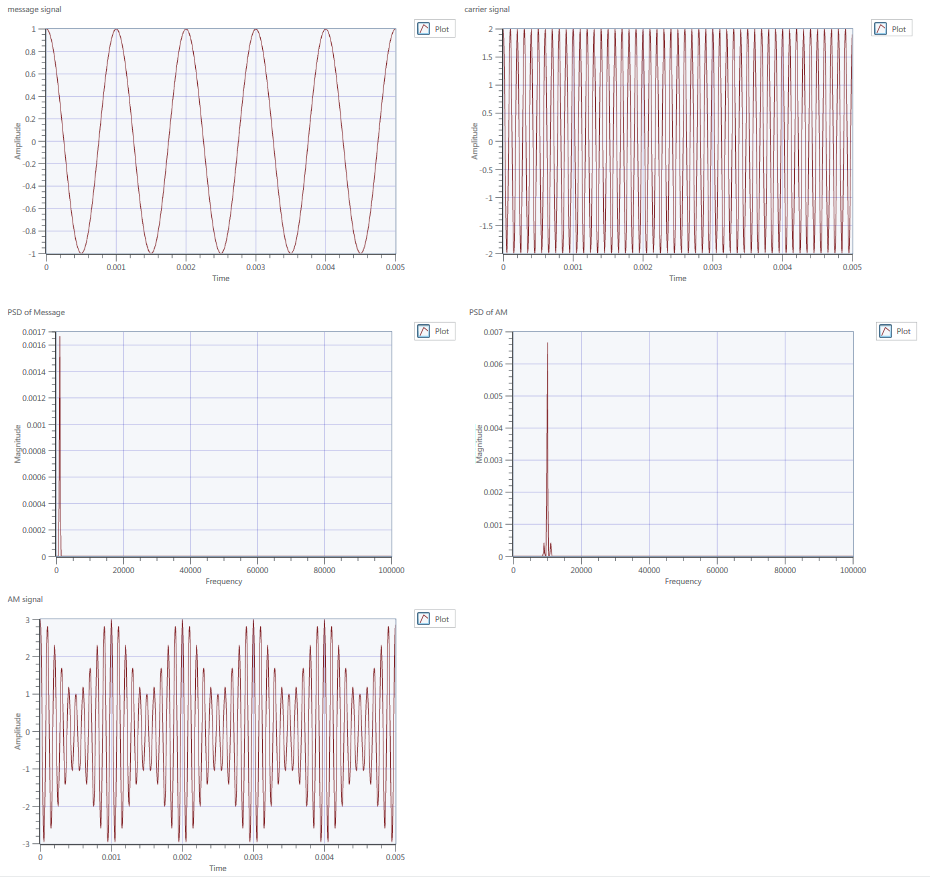 message signal
Plot
1
0.8
0.6
0.4
0.2
0
-0.2
-0.4
-0.6
-0.8
-1
Amplitude
0 0.001 0.002 0.003 0.004 0.005
Time
carrier signal
Plot
2
1.5
1
0.5
0
-0.5
-1
-1.5
-2
Amplitude
0 0.001 0.002 0.003 0.004 0.005
Time
PSD of Message
Plot
0.0017
0.0016
0.0014
0.0012
0.001
0.0008
0.0006
0.0004
0.0002
0
Magnitude
0 20000 40000 60000 80000 100000
Frequency
PSD of AM
Plot
0.007
0.006
0.005
0.004
0.003
0.002
0.001
0
Magnitude
0 20000 40000 60000 80000 100000
Frequency
AM signal
Plot
3
2
1
0
-1
-2
-3
Amplitude
0 0.001 0.002 0.003 0.004 0.005
Time